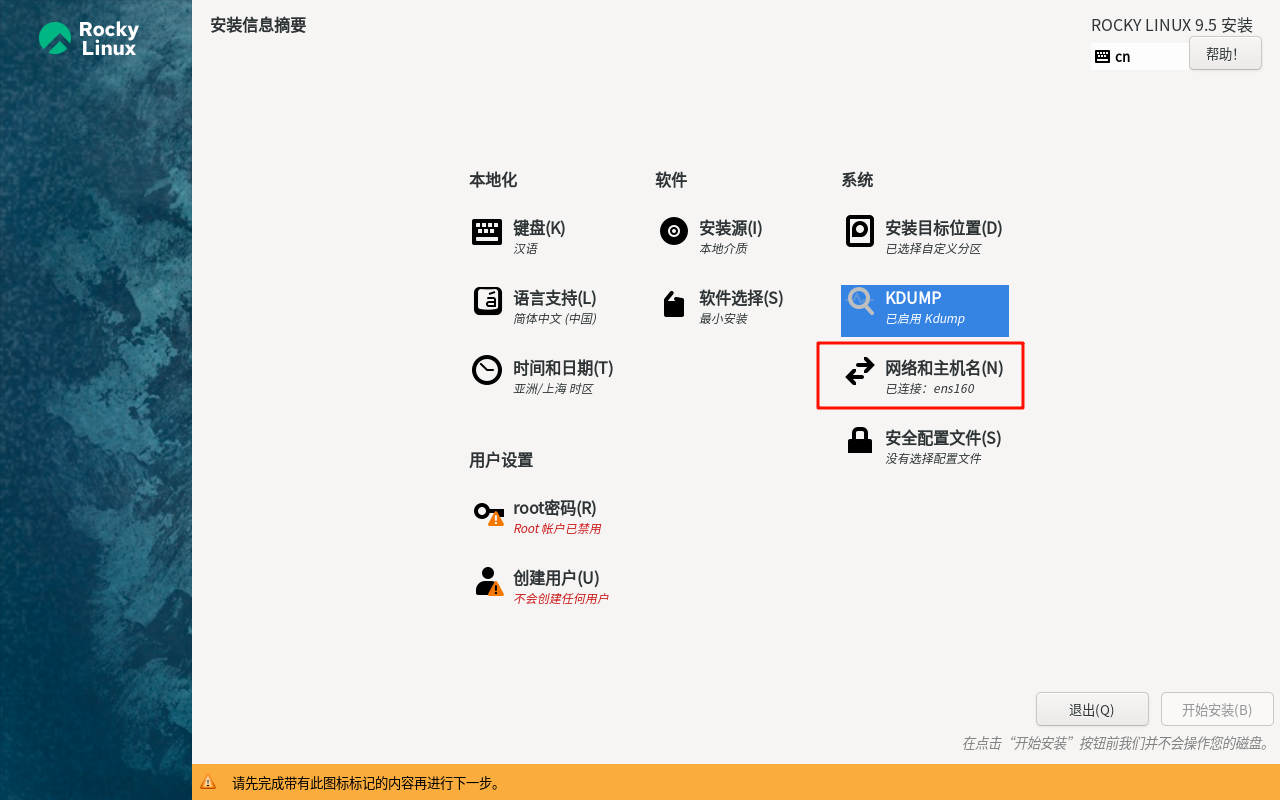 Rocky
Linux
安装信息摘要
ROCKY LINUX 9.5 安装
cn
帮助!
本地化
键盘(K)
汉语
语言支持(L)
简体中文 (中国)
时间和日期(T)
亚洲/上海 时区
软件
安装源(I)
本地介质
软件选择(S)
最小安装
系统
安装目标位置(D)
已选择自定义分区
KDUMP
已启用 Kdump
网络和主机名(N)
已连接：ens160
安全配置文件(S)
没有选择配置文件
用户设置
root密码(R)
Root 帐户已禁用
创建用户(U)
不会创建任何用户
退出(Q)
开始安装(B)
在点击“开始安装”按钮前我们并不会操作您的磁盘。
请先完成带有此图标标记的内容再进行下一步。